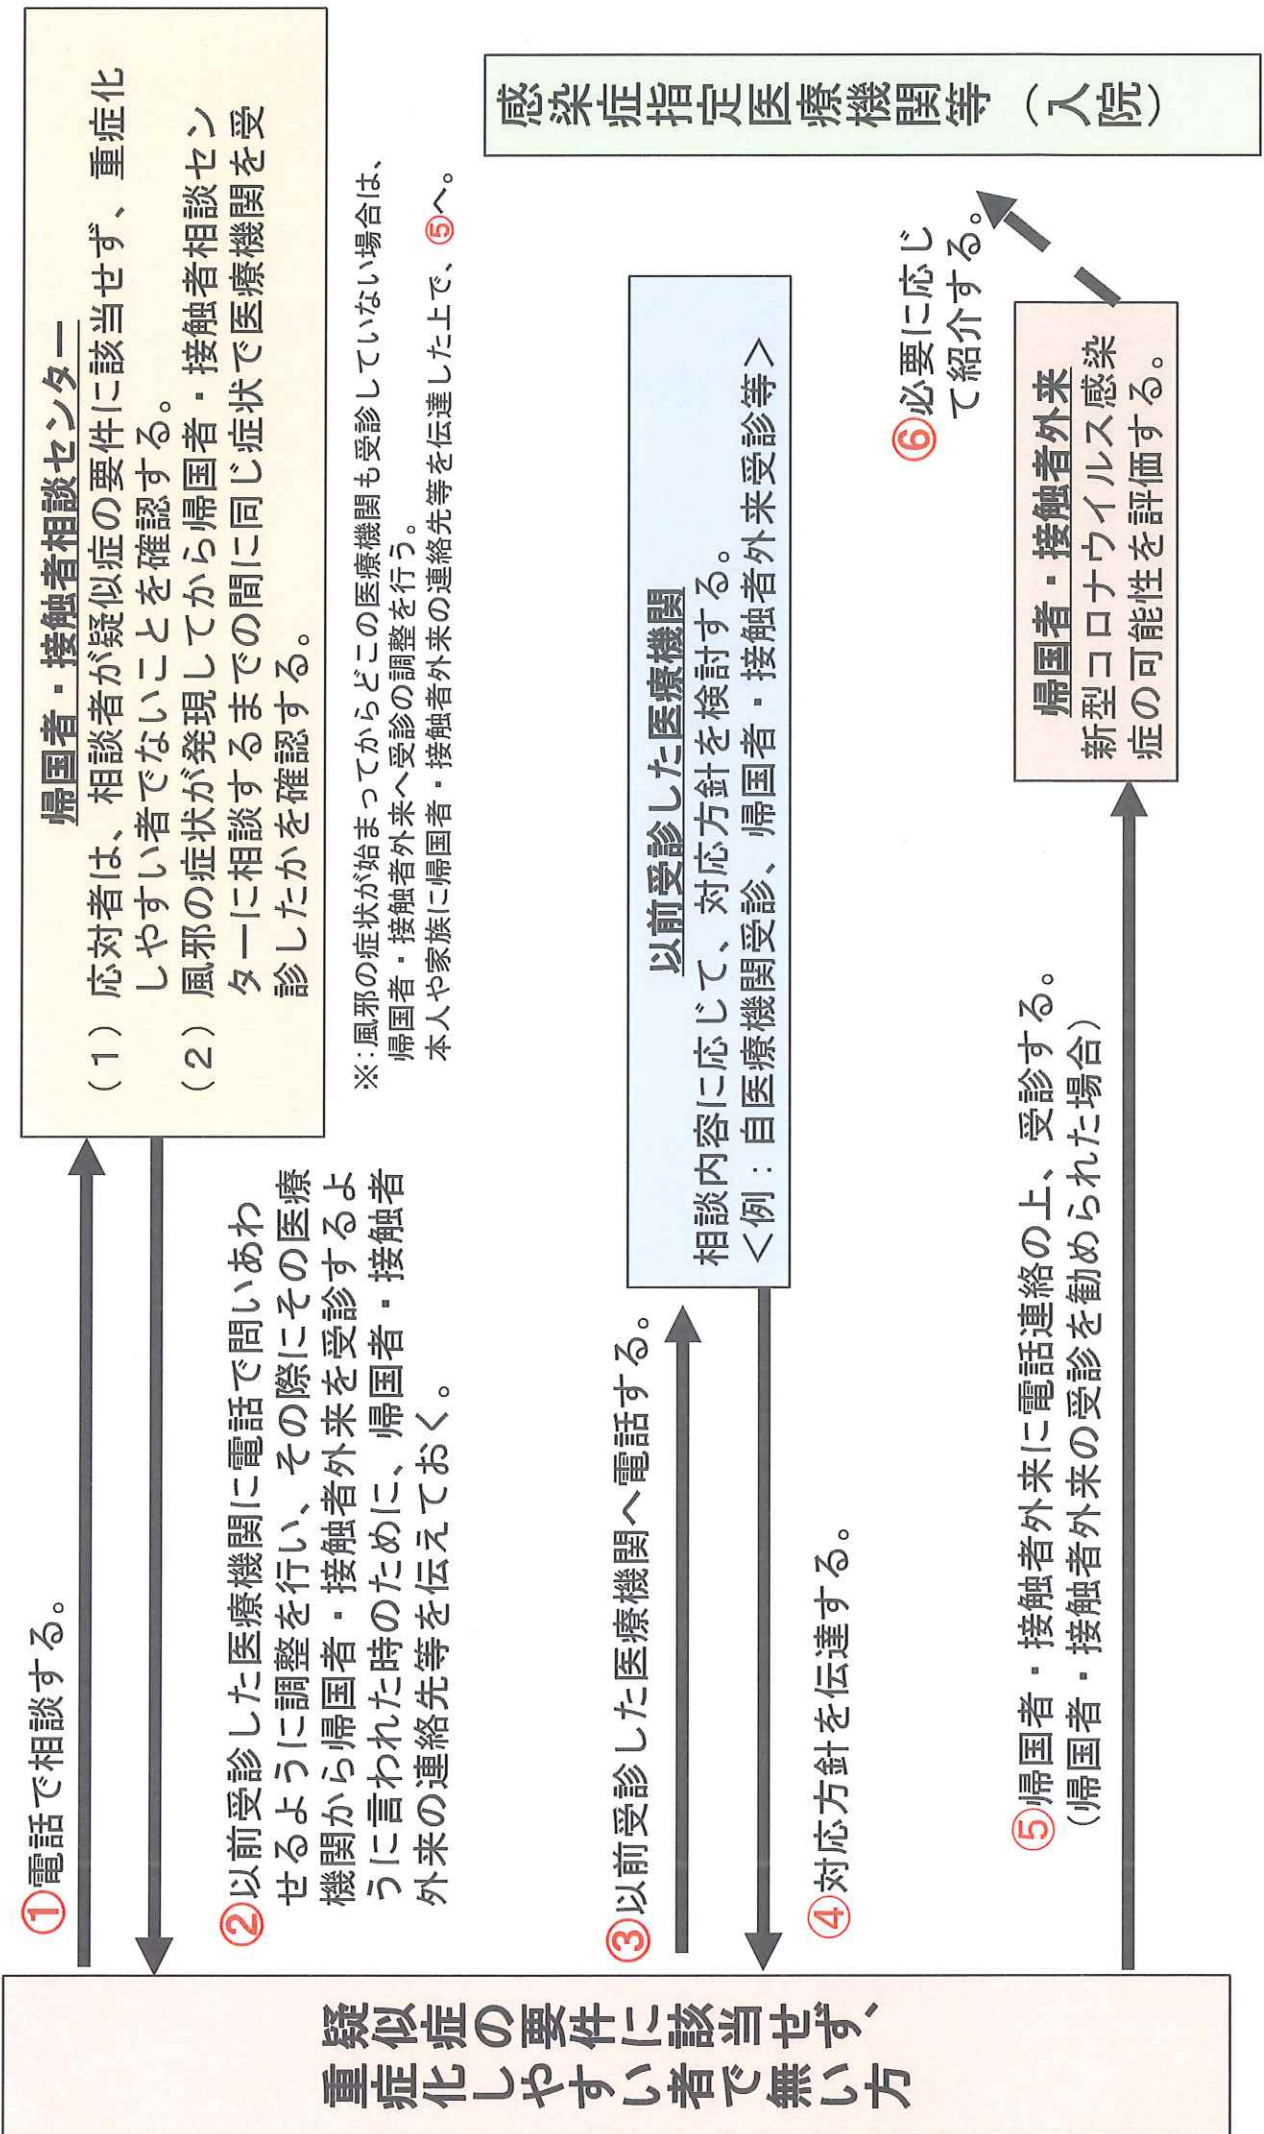 疑似症の要件に該当せず、
重症化しやすい者で無い方
①電話で相談する。
帰国者・接触者相談センター
（1）応対者は、相談者が疑似症の要件に該当せず、重症化
しやすい者でないことを確認する。
（2）風邪の症状が発現してから帰国者・接触者相談セン
ターに相談するまでの間に同じ症状で医療機関を受
診したかを確認する。
②以前受診した医療機関に電話で問いあわ
せるように調整を行い、その際にその医療
機関から帰国者・接触者外来を受診するよ
うに言われた時のために、帰国者・接触者
外来の連絡先等を伝えておく。
※：風邪の症状が始まってからどこの医療機関も受診していない場合は、
帰国者・接触者外来へ受診の調整を行う。
本人や家族に帰国者・接触者外来の連絡先等を伝達した上で、⑤へ。
③以前受診した医療機関へ電話する。
以前受診した医療機関
相談内容に応じて、対応方針を検討する。
＜例：自医療機関受診、帰国者・接触者外来受診等＞
④対応方針を伝達する。
⑤帰国者・接触者外来に電話連絡の上、受診する。
（帰国者・接触者外来の受診を勧められた場合）
帰国者・接触者外来
新型コロナウイルス感染
症の可能性を評価する。
⑥必要に応じ
て紹介する。
感染症指定医療機関等（入院）